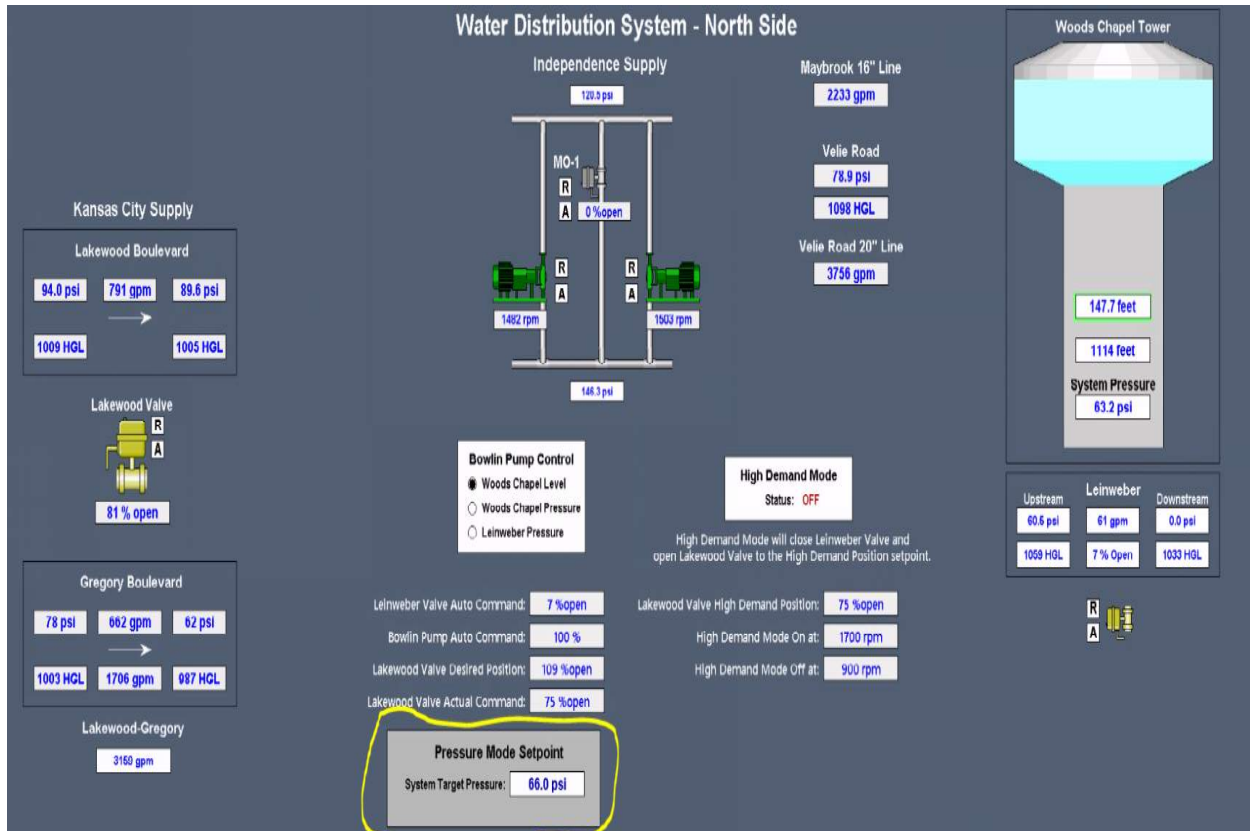 Water Distribution System - North Side
Kansas City Supply
Lakewood Boulevard
94.0 psi 791 gpm 89.6 psi
1009 HGL 1005 HGL
Lakewood Valve
R
A
81 % open
Gregory Boulevard
78 psi 662 gpm 62 psi
1003 HGL 1706 gpm 987 HGL
Lakewood-Gregory
3159 gpm
Independence Supply
psi
MO-1
R
A
0 %open
R
A
R
A
1482 rpm 1503 rpm
146.3 psi
Maybrook 16" Line
2233 gpm
Velie Road
78.9 psi
1098 HGL
Velie Road 20" Line
3756 gpm
Bowlin Pump Control
Woods Chapel Level
Woods Chapel Pressure
Leinweber Pressure
High Demand Mode
Status: OFF
High Demand Mode will close Leinweber Valve and
open Lakewood Valve to the High Demand Position setpoint.
Leinweber Valve Auto Command: 7 %open
Bowlin Pump Auto Command: 100 %
Lakewood Valve Desired Position: 109 %open
Lakewood Valve Actual Command: 75 %open
Lakewood Valve High Demand Position: 75 %open
High Demand Mode On at: 1700 rpm
High Demand Mode Off at: 900 rpm
Pressure Mode Setpoint
System Target Pressure: 66.0 psi
Woods Chapel Tower
147.7 feet
1114 feet
System Pressure
63.2 psi
Leinweber
Upstream Downstream
psi 61 gpm 0.0 psi
1059 HGL 7 % Open 1033 HGL
R
A